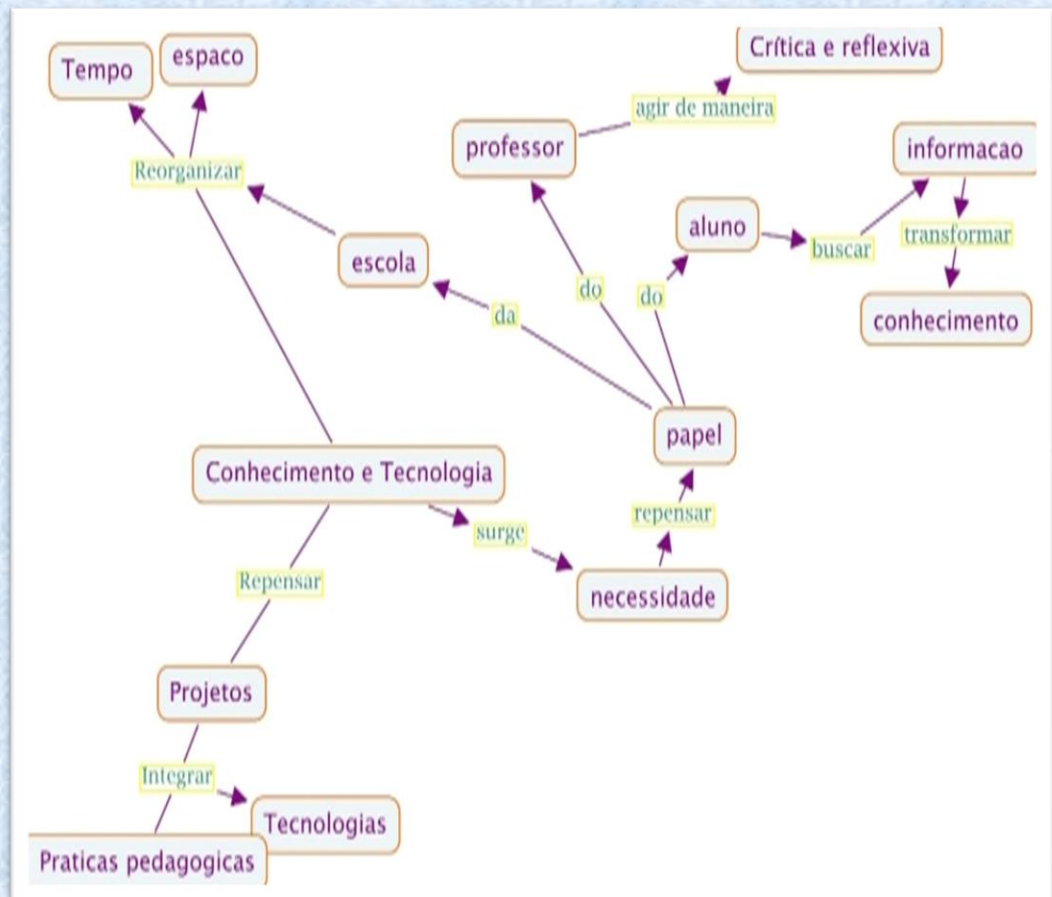 Crítica e reflexiva
espaco
Tempo
agir de maneira
professor
informacao
Reorganizar
aluno
transformar
buscar
escola
do
do
da
conhecimento
papel
Conhecimento e Tecnologia
repensar
surge
Repensar
necessidade
Projetos
Integrar
Tecnologias
Praticas pedagogicas